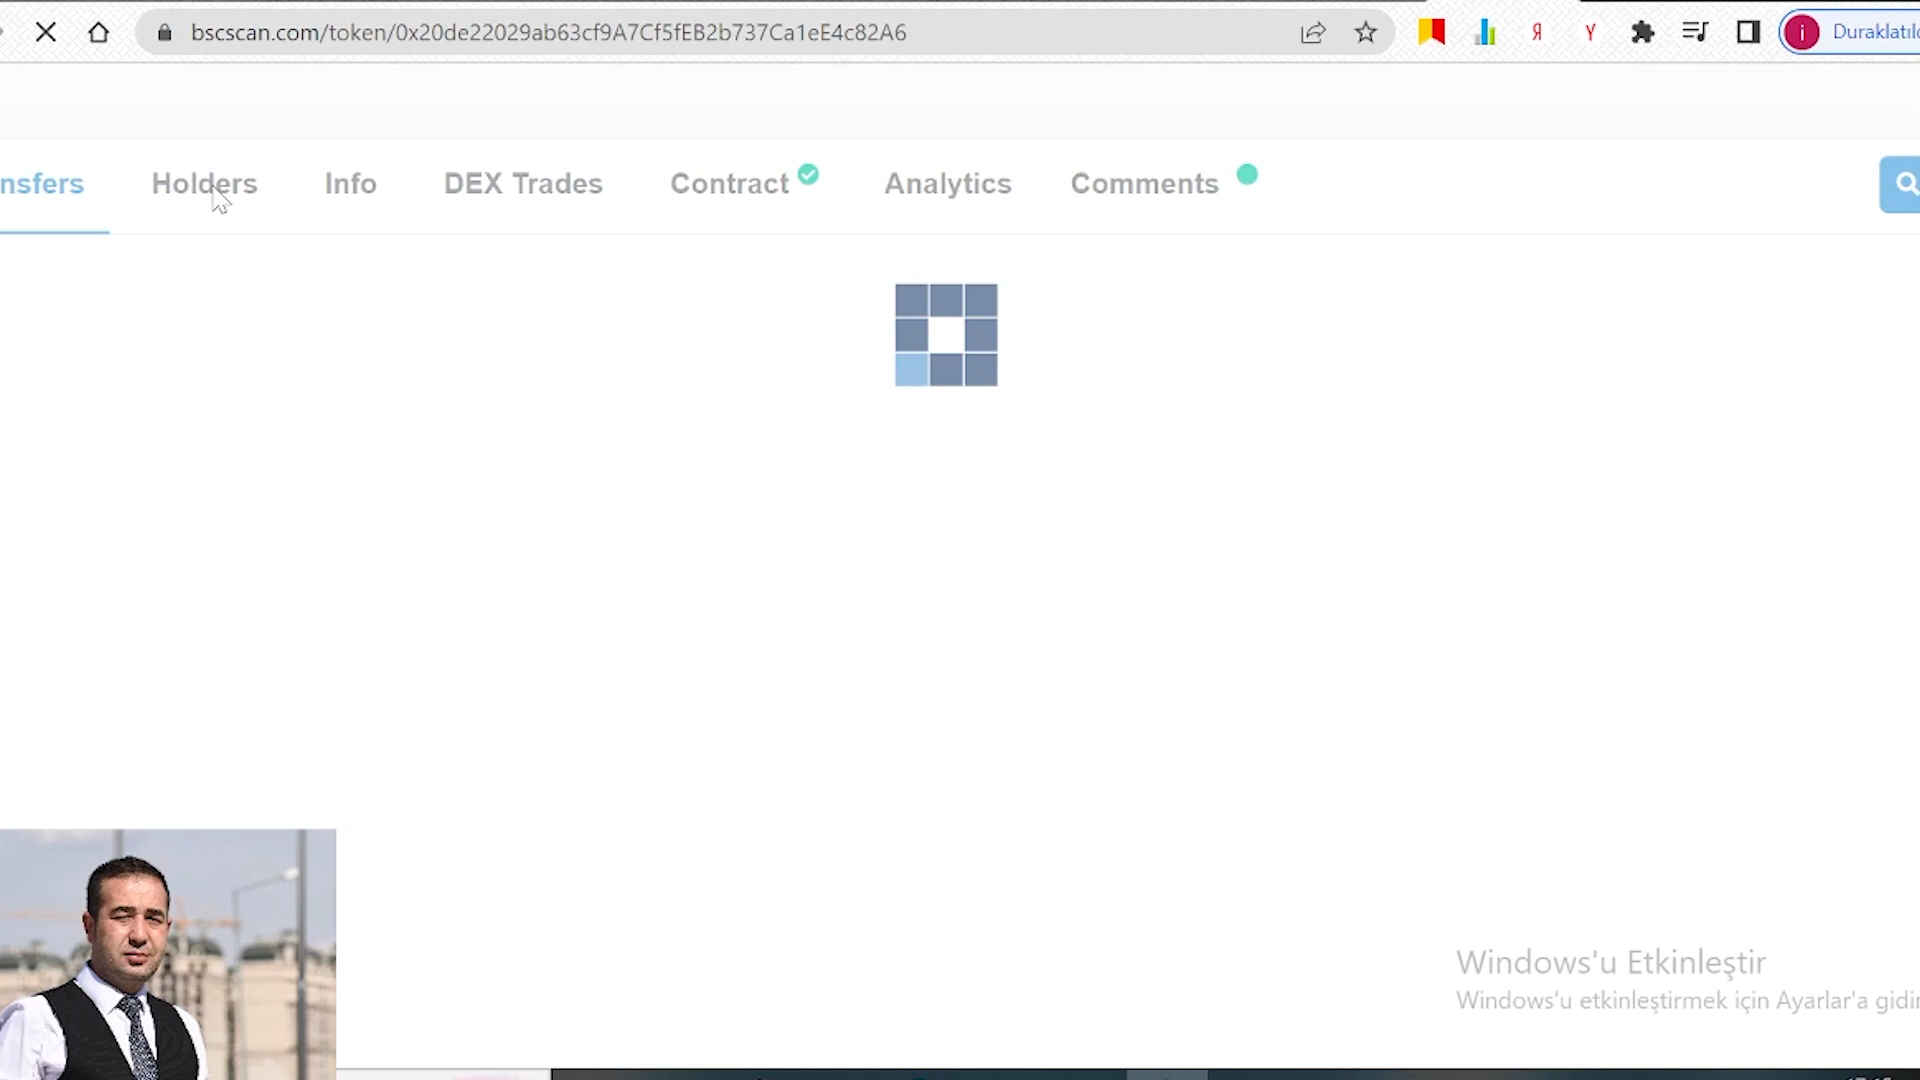 bscscan.com/token/0x20de22029ab63cf9A7Cf5fEB2b737Ca1eE4c82A6
Я
Y
i
Duraklatıl
nsfers
Holders
Info
DEX Trades
Contract
Analytics
Comments
Windows'u Etkinleştir
Windows'u etkinleştirmek için Ayarlar'a gidi